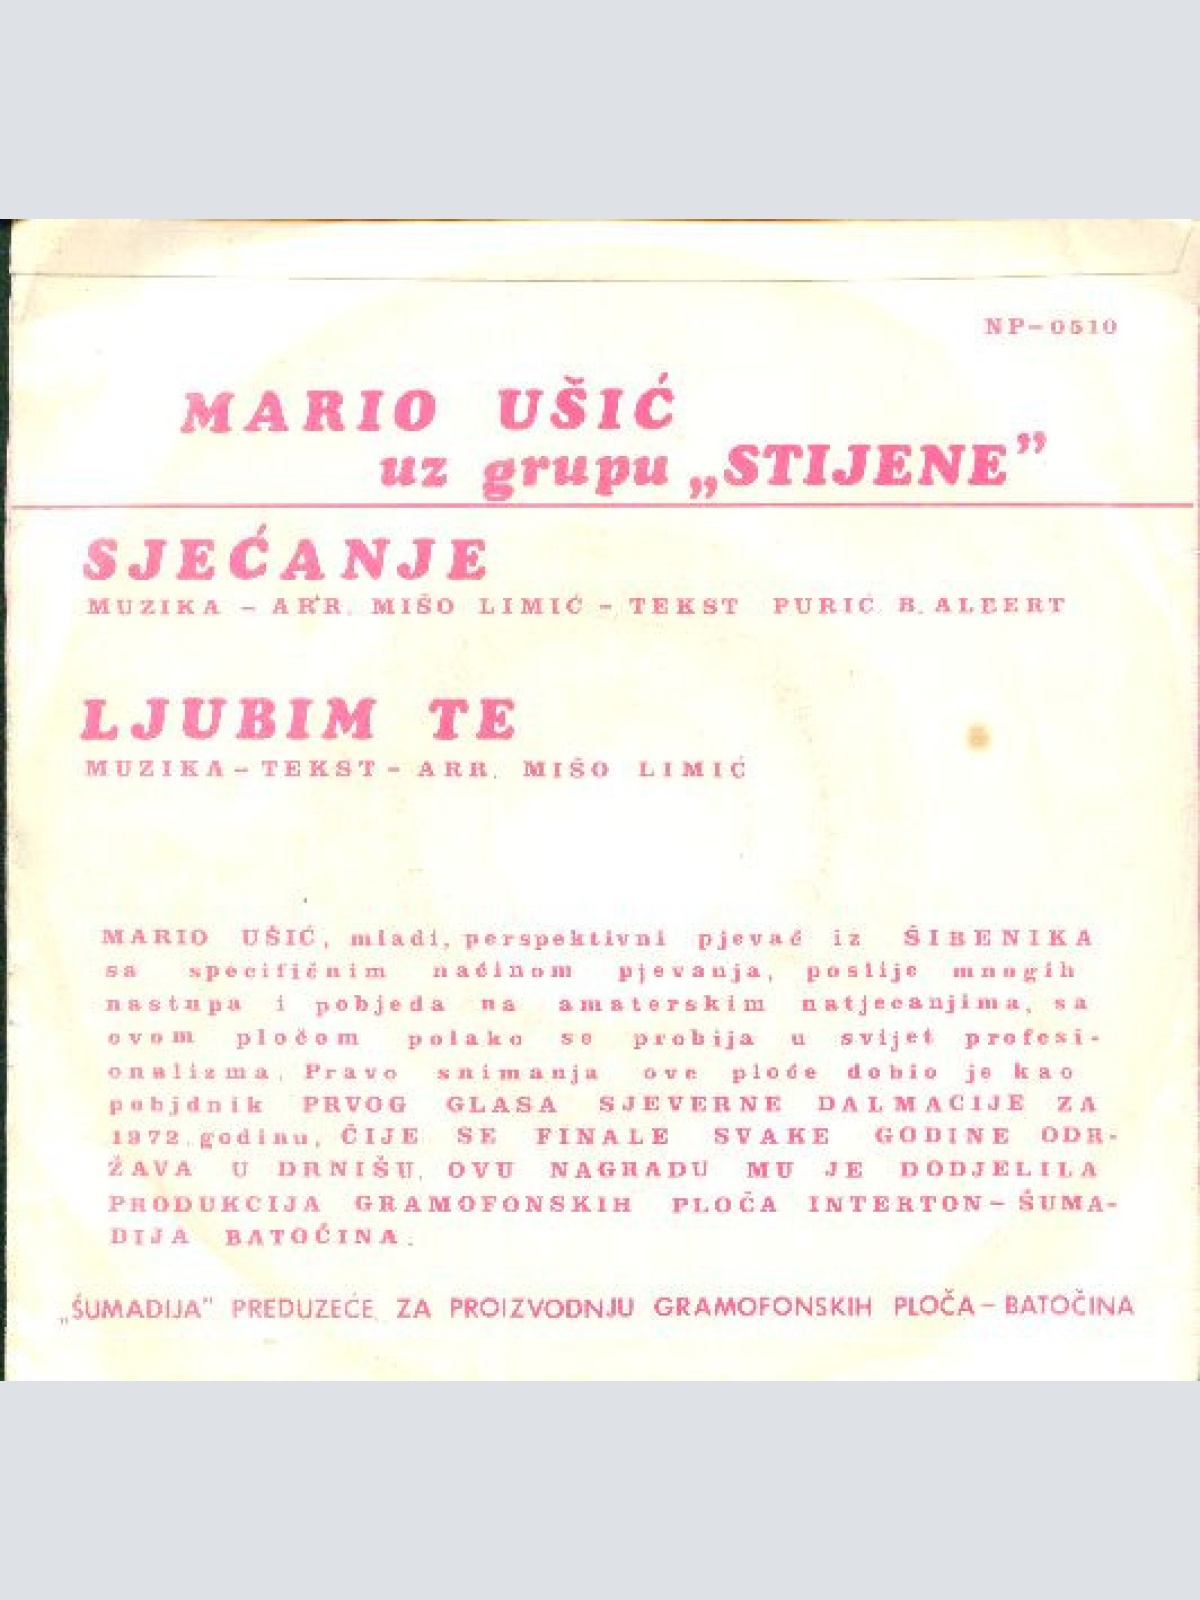 NP-0510
MARIO UŠIĆ
uz grupu „STIJENE”
SJEĆANJE
MUZIKA - ARR. MIŠO LIMIĆ - TEKST PURIĆ B. ALBERT
LJUBIM TE
MUZIKA - TEKST - ARR. MIŠO LIMIĆ
MARIO UŠIĆ, mladi, perspektivni pjevač iz ŠIBENIKA
sa specifičnim načinom pjevanja, poslije mnogih
nastupa i pobjeda na amaterskim natjecanjima, sa
ovom pločom polako se probija u svijet profesi-
onalizma. Pravo snimanja ove ploče dobio je kao
pobjdnik PRVOG GLASA SJEVERNE DALMACIJE ZA
1972. godinu, ČIJE SE FINALE SVAKE GODINE ODR-
ŽAVA U DRNIŠU. OVU NAGRADU MU JE DODJELILA
PRODUKCIJA GRAMOFONSKIH PLOČA INTERTON - ŠUMA-
DIJA BATOČINA.
„ŠUMADIJA” PREDUZEĆE ZA PROIZVODNJU GRAMOFONSKIH PLOČA - BATOČINA